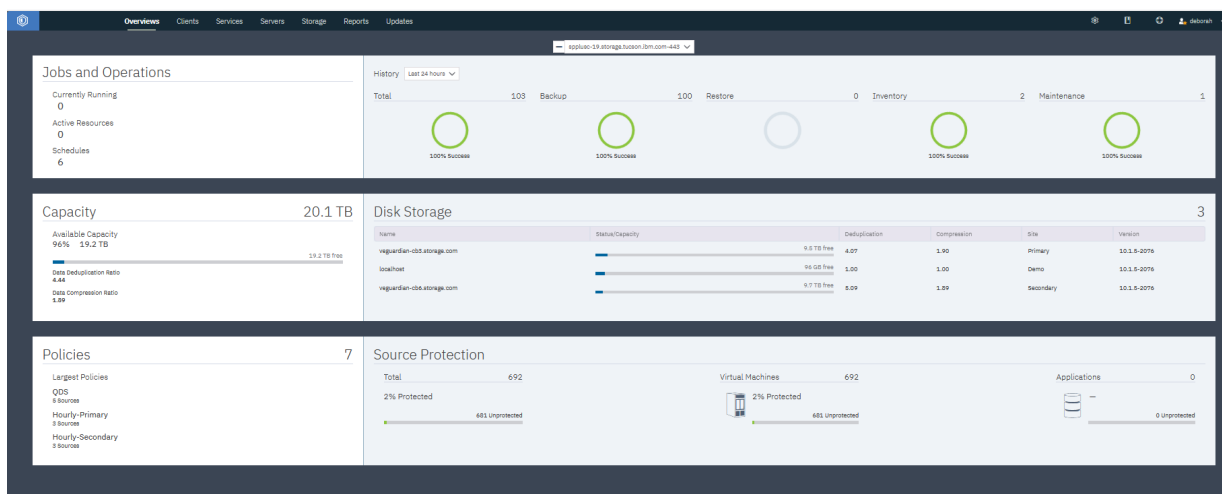 Overviews Clients Services Servers Storage Reports Updates deborah
spplusc-19.storage.tucson.ibm.com-443
Jobs and Operations
Currently Running
0
Active Resources
0
Schedules
6
History Last 24 hours
Total 103 Backup 100 Restore 0 Inventory 2 Maintenance 1
100% Success 100% Success 100% Success 100% Success
Capacity 20.1 TB
Available Capacity
96% 19.2 TB
19.2 TB free
Data Deduplication Ratio
4.44
Data Compression Ratio
1.89
Disk Storage 3
Name Status/Capacity Deduplication Compression Site Version
veguardian-cb5.storage.com 9.5 TB free 4.07 1.90 Primary 10.1.5-2076
localhost 96 GB free 1.00 1.00 Demo 10.1.5-2076
veguardian-cb6.storage.com 9.7 TB free 5.09 1.89 Secondary 10.1.5-2076
Policies 7
Largest Policies
QDS
5 Sources
Hourly-Primary
3 Sources
Hourly-Secondary
3 Sources
Source Protection
Total 692 Virtual Machines 692 Applications 0
2% Protected 2% Protected –
681 Unprotected 681 Unprotected 0 Unprotected